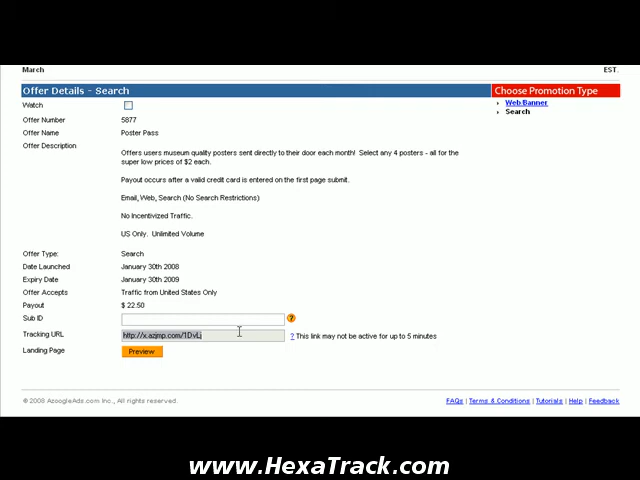 March EST.
Offer Details - Search Choose Promotion Type
Watch › Web Banner
› Search
Offer Number 5877
Offer Name Poster Pass
Offer Description
Offers users museum quality posters sent directly to their door each month! Select any 4 posters - all for the
super low prices of $2 each.
Payout occurs after a valid credit card is entered on the first page submit.
Email, Web, Search (No Search Restrictions)
No Incentivized Traffic.
US Only. Unlimited Volume
Offer Type: Search
Date Launched January 30th 2008
Expiry Date January 30th 2009
Offer Accepts Traffic from United States Only
Payout $ 22.50
Sub ID ?
Tracking URL http://x.azjmp.com/1DvLj ? This link may not be active for up to 5 minutes
Landing Page Preview
© 2008 AzoogleAds.com Inc., All rights reserved. FAQs | Terms & Conditions | Tutorials | Help | Feedback
www.HexaTrack.com